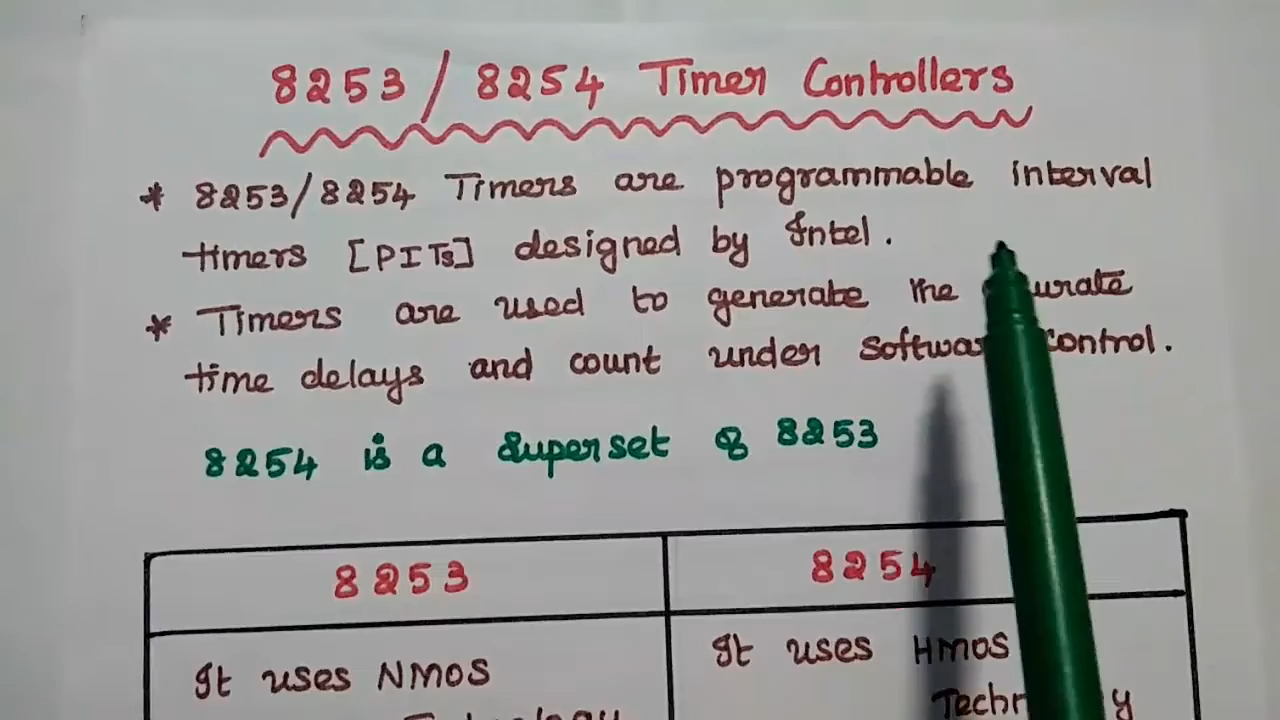 8253/8254 Timer Controllers
* 8253/8254 Timers are programmable interval
timers [PITs] designed by Intel.
* Timers are used to generate the
time delays and count under control.
8254 is a Superset of 8253
8253 8254
It uses NMOS It uses HMOS